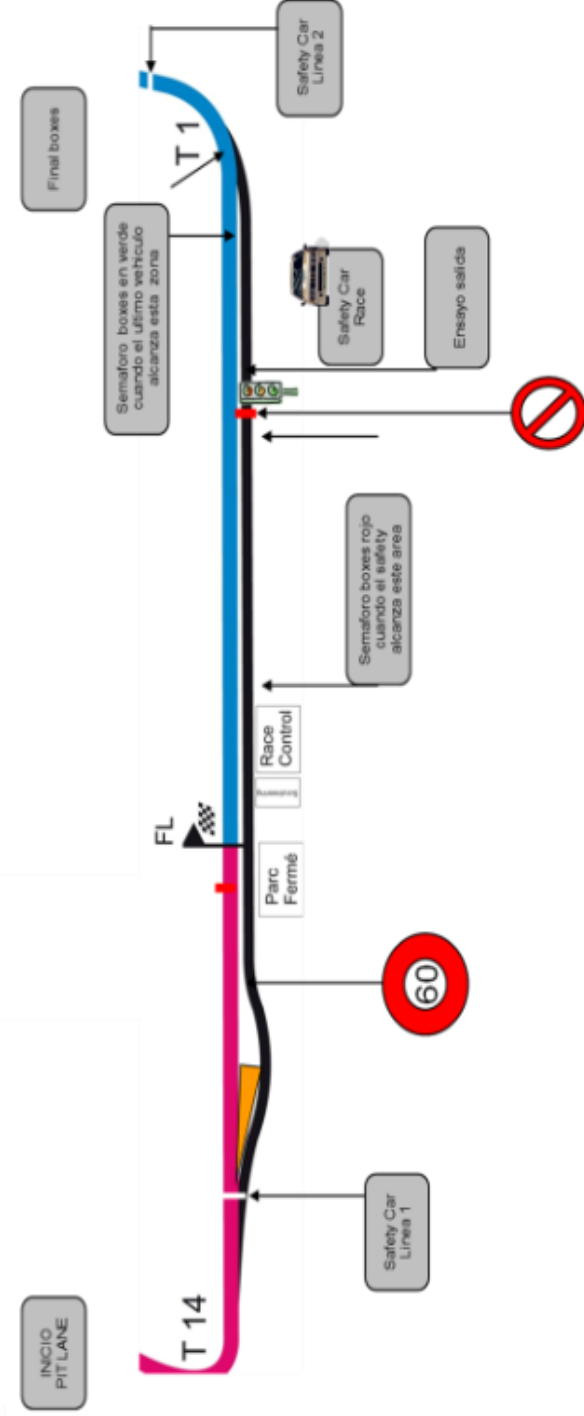 INICIO
PIT LANE
Final boxes
Semaforo boxes en verde
cuando el ultimo vehiculo
alcanza esta zona
FL
T 14
T 1
Parc
Fermé
Race
Control
Safety Car
Linea 2
Safety Car
Race
Semaforo boxes rojo
cuando el safety
alcanza este area
Safety Car
Linea 1
60
Ensayo salida